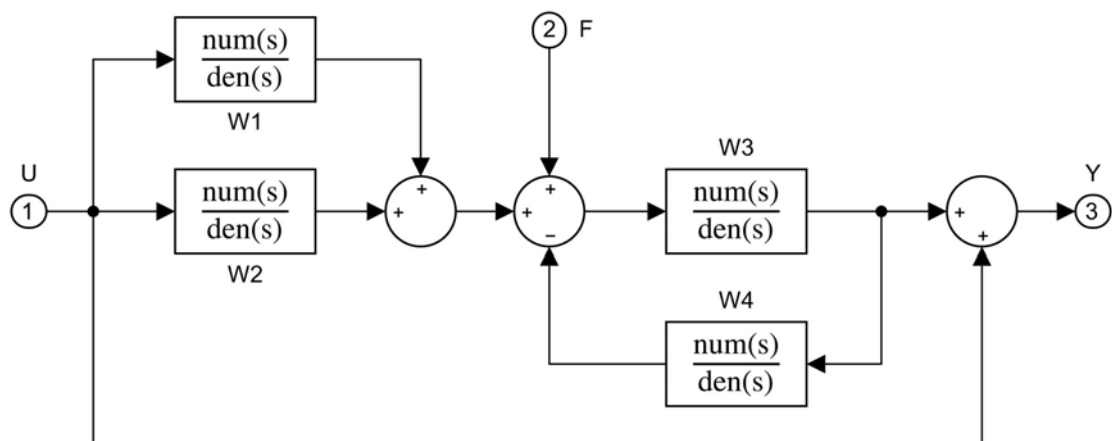 num(s)
den(s)
W1
2
F
U
1
num(s)
den(s)
W2
+
+
+
+
−
W3
num(s)
den(s)
W4
num(s)
den(s)
+
+
Y
3